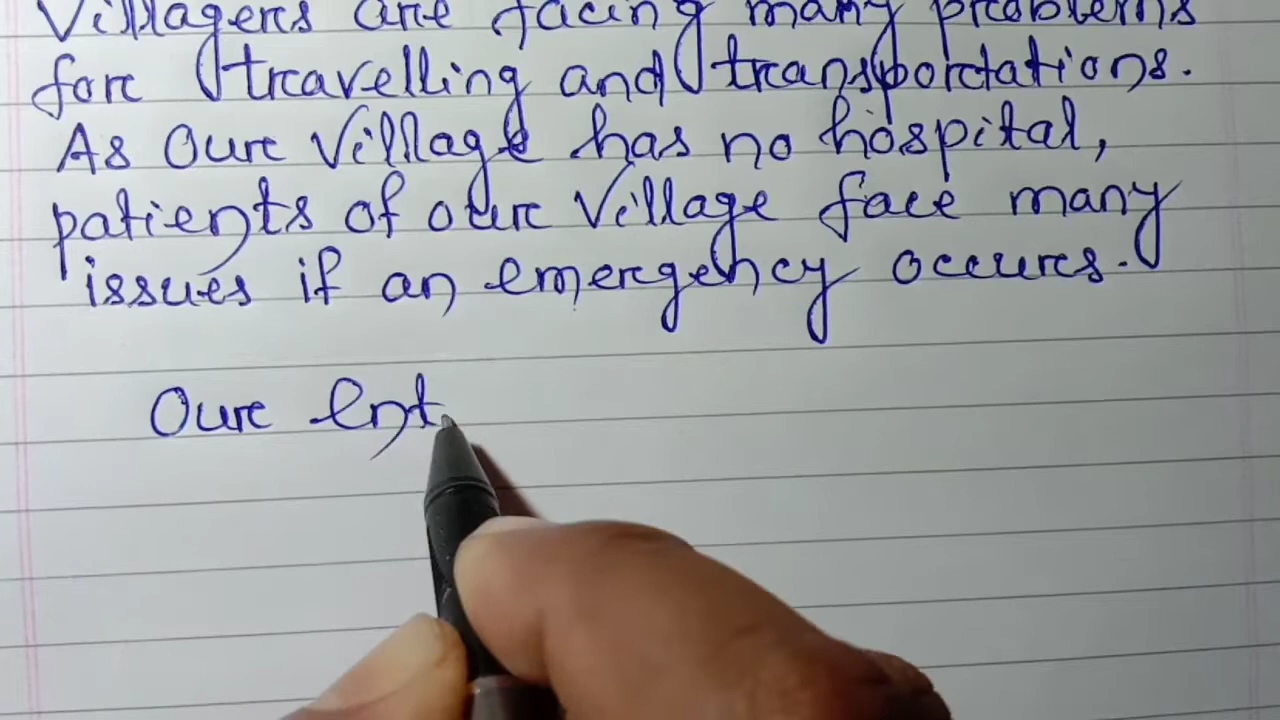 Villagers are facing many problems
for travelling and transportations.
As Our Village has no hospital,
patients of our Village face many
issues if an emergency occures.
Our Ent